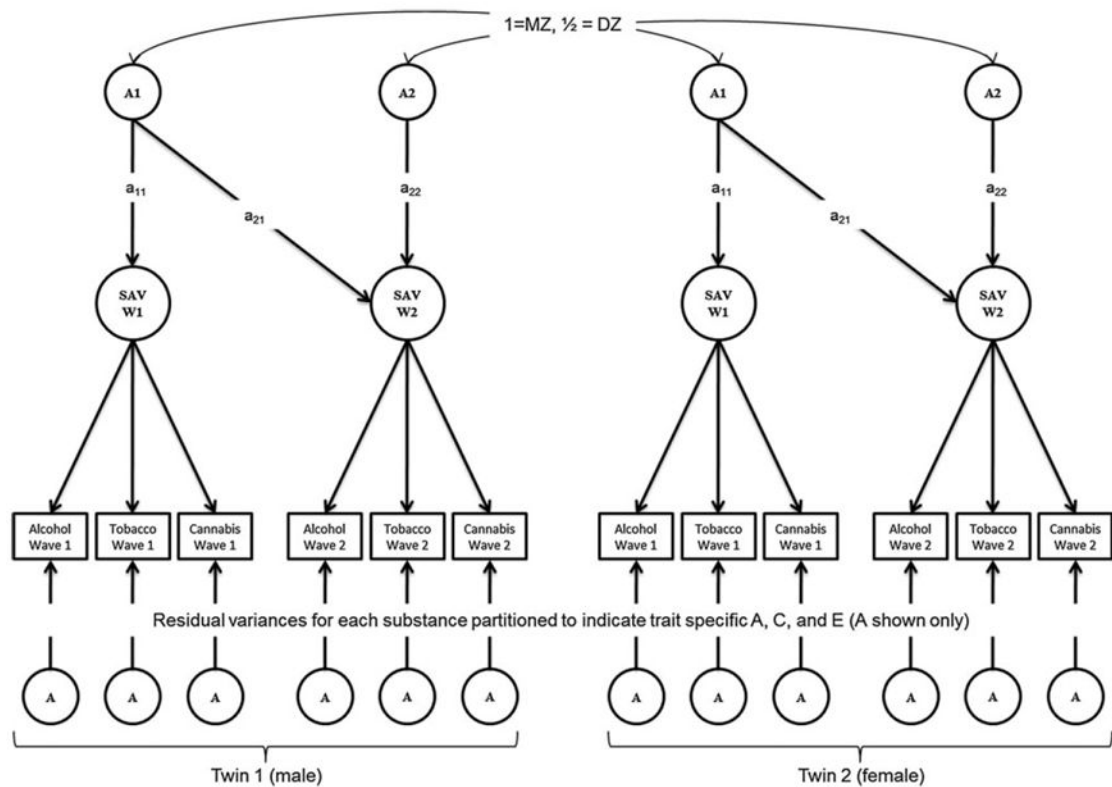 1=MZ, ½ = DZ
A1 A2 A1 A2
a11 a22 a11 a22
a21 a21
SAV SAV SAV SAV
W1 W2 W1 W2
Alcohol Tobacco Cannabis Alcohol Tobacco Cannabis Alcohol Tobacco Cannabis Alcohol Tobacco Cannabis
Wave 1 Wave 1 Wave 1 Wave 2 Wave 2 Wave 2 Wave 1 Wave 1 Wave 1 Wave 2 Wave 2 Wave 2
Residual variances for each substance partitioned to indicate trait specific A, C, and E (A shown only)
A A A A A A A A A A A A
Twin 1 (male) Twin 2 (female)